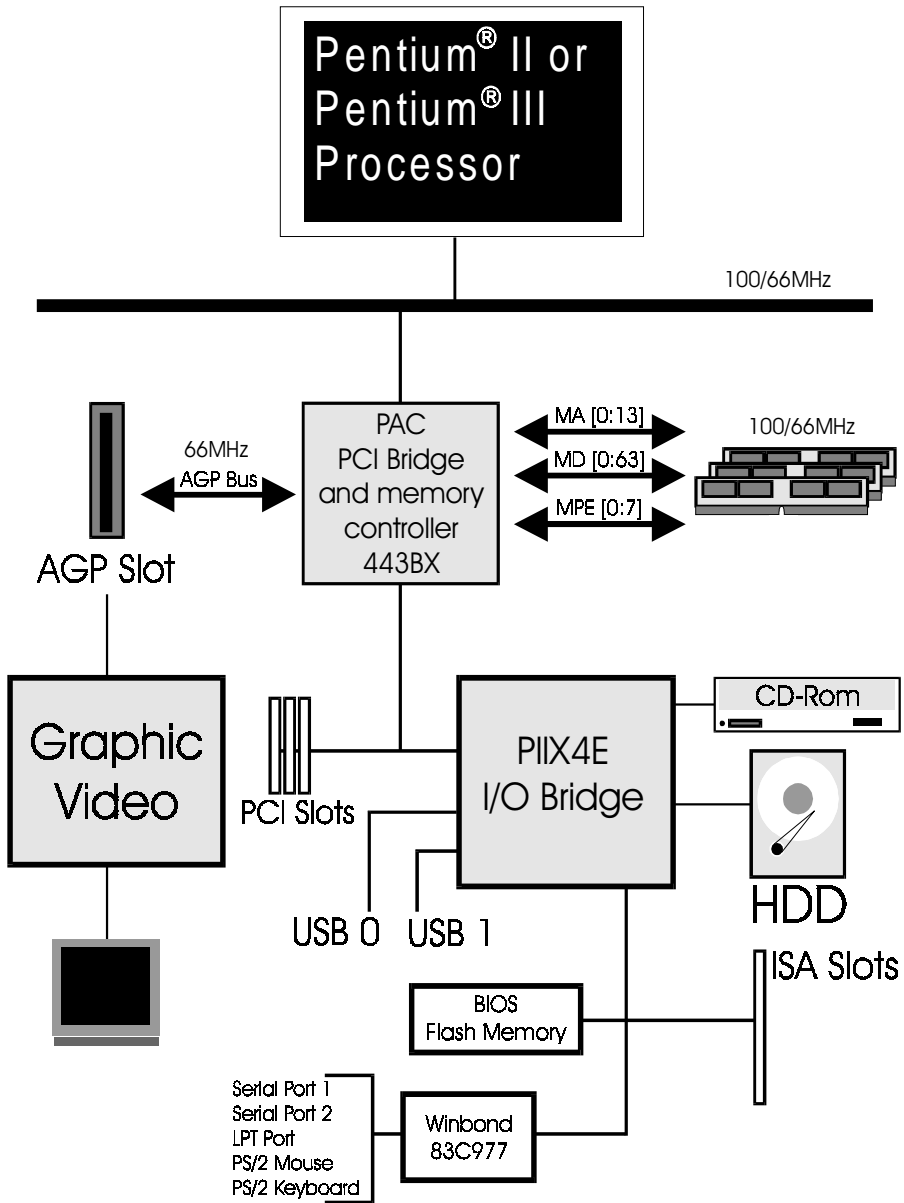 Pentium® II or
Pentium® III
Processor
100/66MHz
PAC
PCI Bridge
and memory
controller
443BX
66MHz
AGP Bus
AGP Slot
MA [0:13]
MD [0:63]
MPE [0:7]
100/66MHz
Graphic
Video
PCI Slots
PIIX4E
I/O Bridge
CD-Rom
HDD
USB 0
USB 1
ISA Slots
BIOS
Flash Memory
Serial Port 1
Serial Port 2
LPT Port
PS/2 Mouse
PS/2 Keyboard
Winbond
83C977